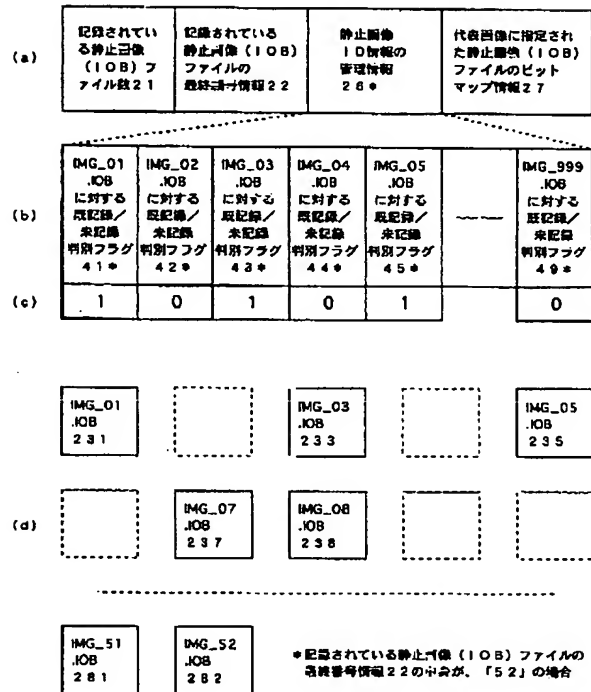 (a)
記録されてい
る静止画像
(IOB)フ
ァイル数21
記録されている
静止画像(IOB)
ファイルの
最終番号情報22
静止画像
ID情報の
管理情報
26*
代表画像に指定され
た静止画像(IOB)
ファイルのビット
マップ情報27
(b)
IMG_01
.IOB
に対する
既記録/
未記録
判別フラグ
41*
IMG_02
.IOB
に対する
既記録/
未記録
判別フラグ
42*
IMG_03
.IOB
に対する
既記録/
未記録
判別フラグ
43*
IMG_04
.IOB
に対する
既記録/
未記録
判別フラグ
44*
IMG_05
.IOB
に対する
既記録/
未記録
判別フラグ
45*
IMG_999
.IOB
に対する
既記録/
未記録
判別フラグ
49*
(c)
1 0 1 0 1 0
IMG_01
.IOB
231
IMG_03
.IOB
233
IMG_05
.IOB
235
(d)
IMG_07
.IOB
237
IMG_08
.IOB
238
IMG_51
.IOB
281
IMG_52
.IOB
282
*記録されている静止画像(IOB)ファイルの
最終番号情報22の中身が、「52」の場合